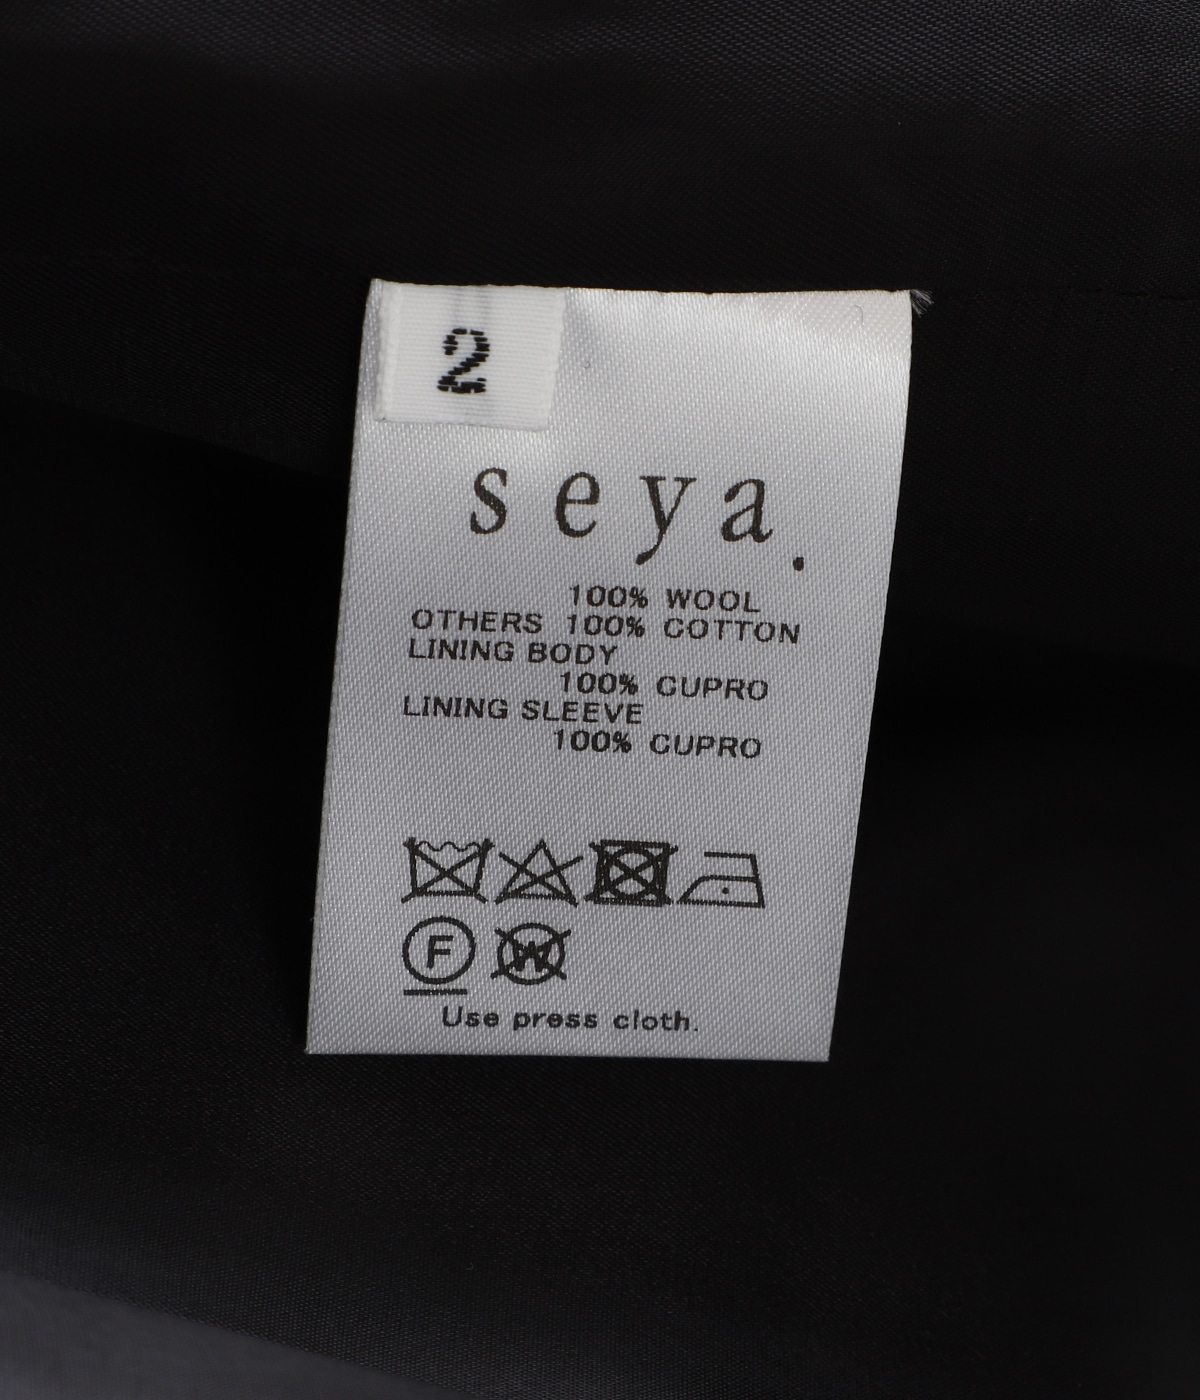 2
seya.
100% WOOL
OTHERS 100% COTTON
LINING BODY
100% CUPRO
LINING SLEEVE
100% CUPRO
F W
Use press cloth.